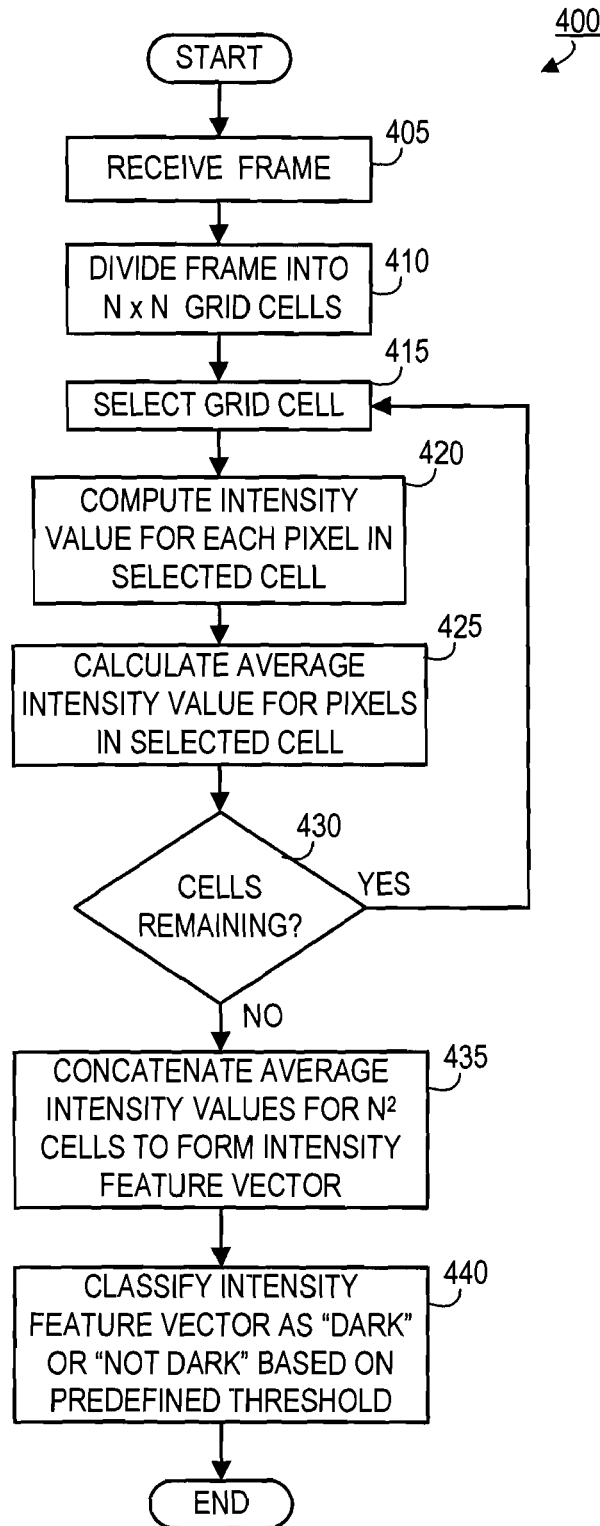 400
START
405
RECEIVE FRAME
410
DIVIDE FRAME INTO
N x N GRID CELLS
415
SELECT GRID CELL
420
COMPUTE INTENSITY
VALUE FOR EACH PIXEL IN
SELECTED CELL
425
CALCULATE AVERAGE
INTENSITY VALUE FOR PIXELS
IN SELECTED CELL
430
CELLS
REMAINING?
YES
NO
435
CONCATENATE AVERAGE
INTENSITY VALUES FOR N²
CELLS TO FORM INTENSITY
FEATURE VECTOR
440
CLASSIFY INTENSITY
FEATURE VECTOR AS “DARK”
OR “NOT DARK” BASED ON
PREDEFINED THRESHOLD
END